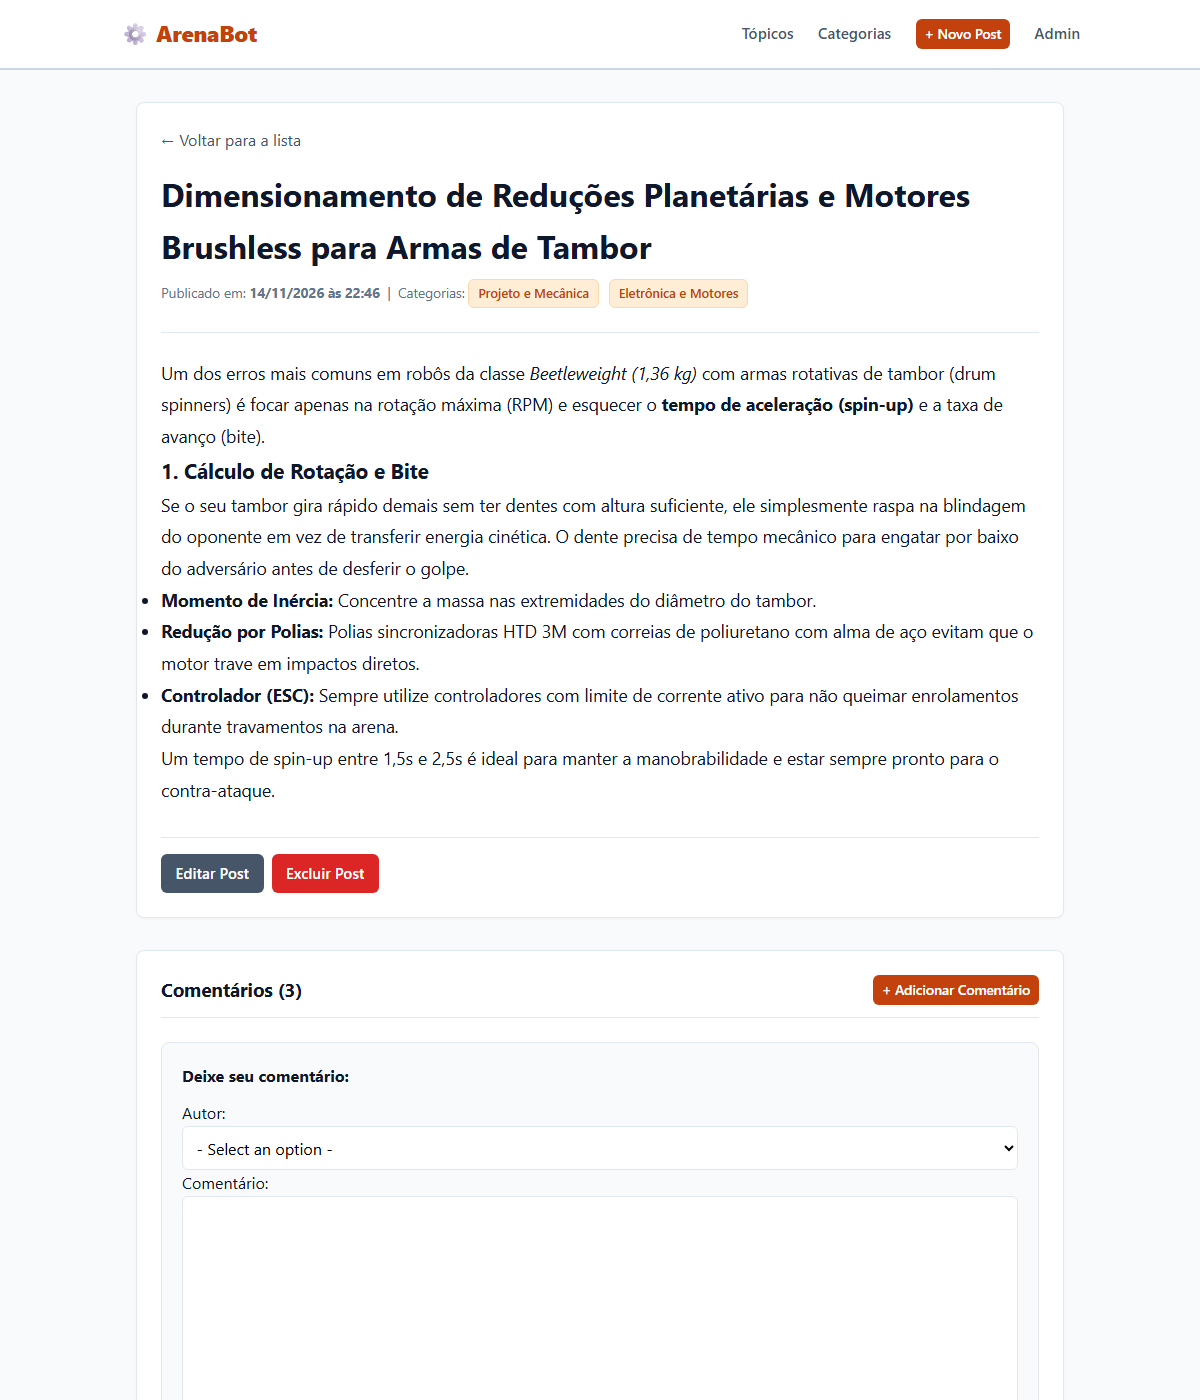 ArenaBot
Tópicos Categorias + Novo Post Admin
← Voltar para a lista
Dimensionamento de Reduções Planetárias e Motores
Brushless para Armas de Tambor
Publicado em: 14/11/2026 às 22:46 | Categorias: Projeto e Mecânica Eletrônica e Motores
Um dos erros mais comuns em robôs da classe Beetleweight (1,36 kg) com armas rotativas de tambor (drum
spinners) é focar apenas na rotação máxima (RPM) e esquecer o tempo de aceleração (spin-up) e a taxa de
avanço (bite).
1. Cálculo de Rotação e Bite
Se o seu tambor gira rápido demais sem ter dentes com altura suficiente, ele simplesmente raspa na blindagem
do oponente em vez de transferir energia cinética. O dente precisa de tempo mecânico para engatar por baixo
do adversário antes de desferir o golpe.
• Momento de Inércia: Concentre a massa nas extremidades do diâmetro do tambor.
• Redução por Polias: Polias sincronizadoras HTD 3M com correias de poliuretano com alma de aço evitam que o
motor trave em impactos diretos.
• Controlador (ESC): Sempre utilize controladores com limite de corrente ativo para não queimar enrolamentos
durante travamentos na arena.
Um tempo de spin-up entre 1,5s e 2,5s é ideal para manter a manobrabilidade e estar sempre pronto para o
contra-ataque.
Editar Post Excluir Post
Comentários (3) + Adicionar Comentário
Deixe seu comentário:
Autor:
- Select an option -
Comentário: